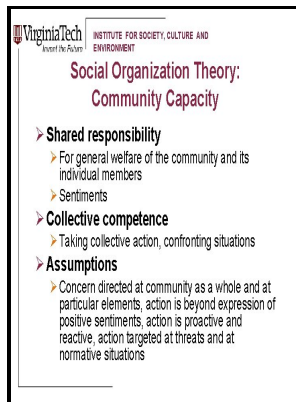 VirginiaTech
Invent the Future
INSTITUTE FOR SOCIETY, CULTURE AND
ENVIRONMENT
Social Organization Theory:
Community Capacity
Shared responsibility
For general welfare of the community and its
individual members
Sentiments
Collective competence
Taking collective action, confronting situations
Assumptions
Concern directed at community as a whole and at
particular elements, action is beyond expression of
positive sentiments, action is proactive and
reactive, action targeted at threats and at
normative situations